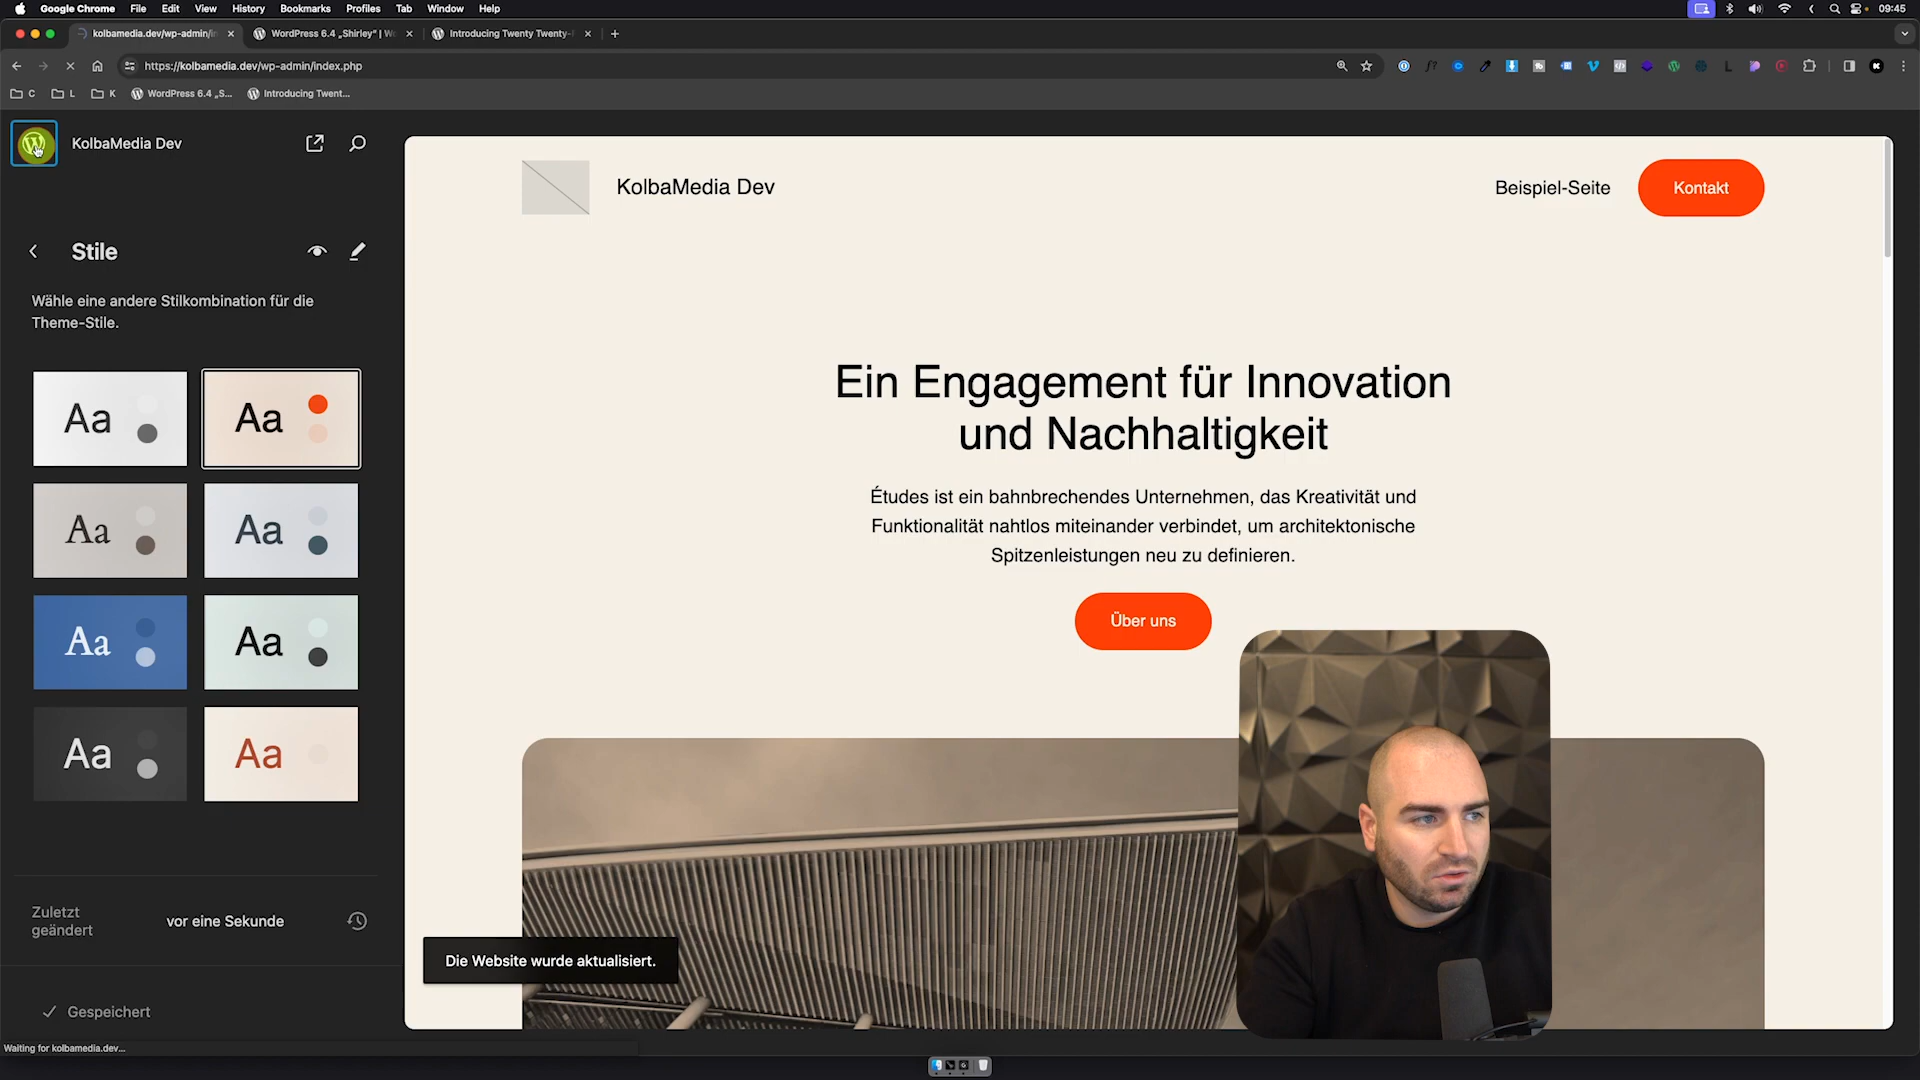 Google Chrome File Edit View History Bookmarks Profiles Tab Window Help 09:45
kolbamedia.dev/wp-admin/in WordPress 6.4 „Shirley“ | W Introducing Twenty Twenty-
https://kolbamedia.dev/wp-admin/index.php
C L K WordPress 6.4 „S... Introducing Twent...
KolbaMedia Dev
Stile
Wähle eine andere Stilkombination für die
Theme-Stile.
Aa Aa
Aa Aa
Aa Aa
Aa Aa
Zuletzt
geändert
vor eine Sekunde
Gespeichert
Waiting for kolbamedia.dev...
KolbaMedia Dev
Beispiel-Seite
Kontakt
Ein Engagement für Innovation
und Nachhaltigkeit
Études ist ein bahnbrechendes Unternehmen, das Kreativität und
Funktionalität nahtlos miteinander verbindet, um architektonische
Spitzenleistungen neu zu definieren.
Über uns
Die Website wurde aktualisiert.